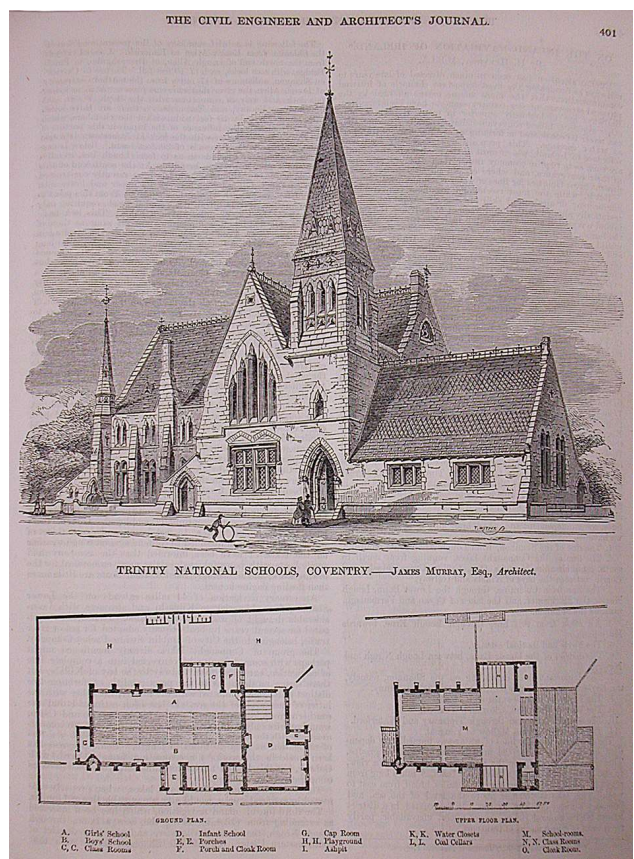 THE CIVIL ENGINEER AND ARCHITECT'S JOURNAL.
401
TRINITY NATIONAL SCHOOLS, COVENTRY.—JAMES MURRAY, ESQ., Architect.
H
H
C
F
A
C
B
D
E
C
GROUND PLAN.
N
O
M
UPPER FLOOR PLAN.
A. Girls' School
B. Boys' School
C, C. Class Rooms
D. Infant School
E, E. Porches
F. Porch and Cloak Room
G. Cap Room
H, H. Playground
I. Ashpit
K, K. Water Closets
L, L. Coal Cellars
M. School-rooms.
N, N. Class Rooms
O. Cloak Room.